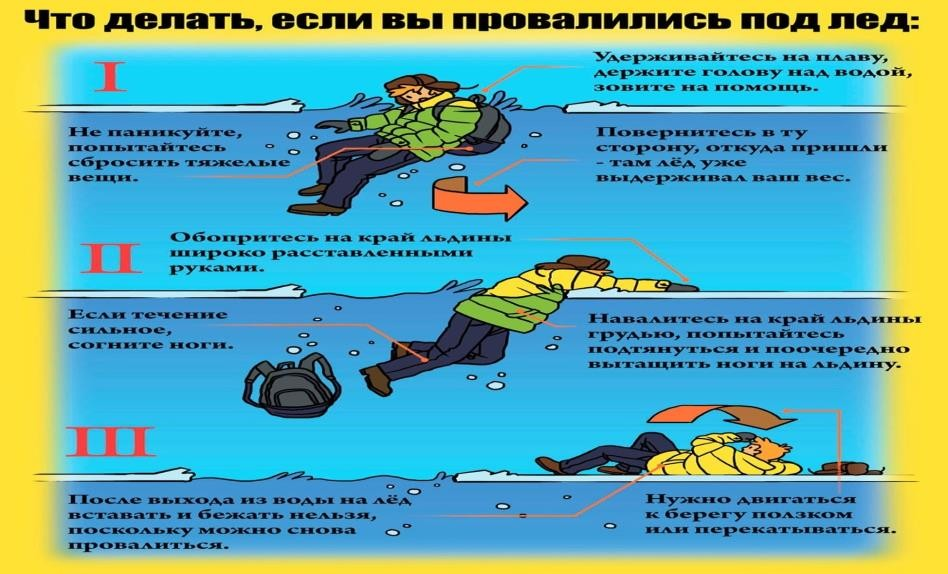 Что делать, если вы провалились под лед:
I
Удерживайтесь на плаву,
держите голову над водой,
зовите на помощь.
Не паникуйте,
попытайтесь
сбросить тяжелые
вещи.
Повернитесь в ту
сторону, откуда пришли
- там лёд уже
выдерживал ваш вес.
II
Обопритесь на край льдины
широко расставленными
руками.
Если течение
сильное,
согните ноги.
Навалитесь на край льдины
грудью, попытайтесь
подтянуться и поочередно
вытащить ноги на льдину.
III
После выхода из воды на лёд
вставать и бежать нельзя,
поскольку можно снова
провалиться.
Нужно двигаться
к берегу ползком
или перекатываться.